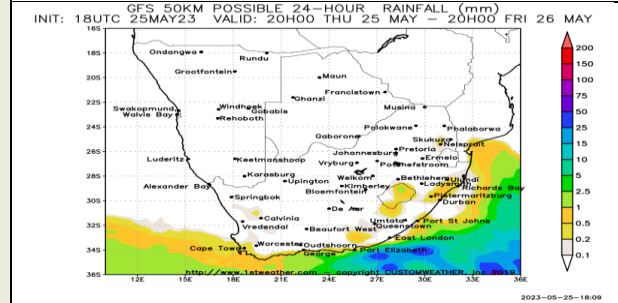 GFS 50KM POSSIBLE 24-HOUR RAINFALL (mm)
INIT: 18UTC 25MAY23 VALID: 20H00 THU 25 MAY – 20H00 FRI 26 MAY
16S
Ondangwa
Rundu
200
18S
150
Grootfontein
100
20S
Maun
75
Francistown
22S
Ghanzi
50
Swakopmund
Windhoek
Gobabis
Musina
25
Walvis Bay
Rehoboth
24S
Polokwane
Phalaborwa
15
Gaborone
Skukuza
Nelspruit
26S
Johannesburg
Pretoria
10
Luderitz
Keetmanshoop
Vryburg
Ermelo
Potchefstroom
5
28S
Karasburg
Upington
Welkom
Bethlehem
Ulundi
Alexander Bay
Kimberley
Ladysmith
Richards Bay
2.5
Bloemfontein
30S
Springbok
Pietermaritzburg
1
Durban
De Aar
0.5
Calvinia
Umtata
Port St Johns
32S
Vredendal
Beaufort West
Queenstown
0.2
East London
34S
Cape Town
Worcester
Oudtshoorn
0.1
George
Port Elizabeth
http://www.1stweather.com – copyright CUSTOMWEATHER, inc 2019
36S
12E
15E
18E
21E
24E
27E
30E
33E
36E
2023-05-25-18:09